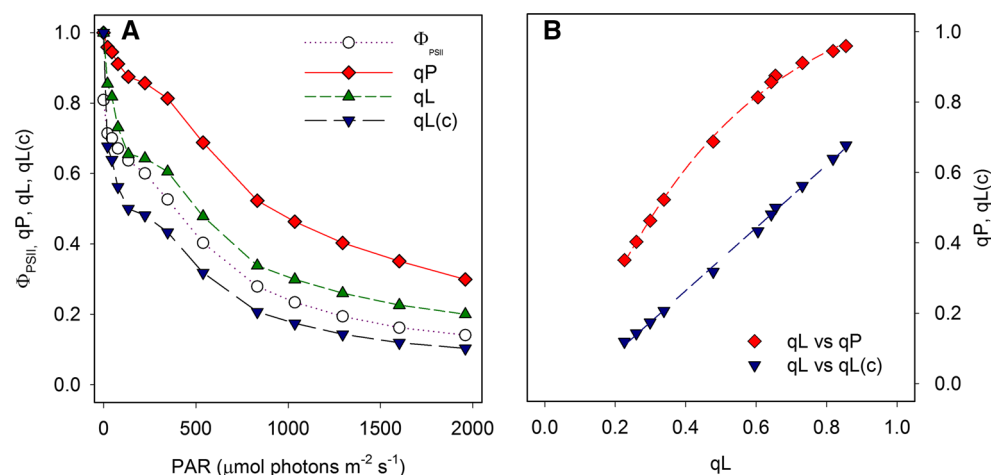 A
Φ_PSII
qP
qL
qL(c)
1.0
0.8
0.6
0.4
0.2
0.0
Φ_PSII, qP, qL, qL(c)
0
500
1000
1500
2000
PAR (μmol photons m⁻² s⁻¹)
B
qL vs qP
qL vs qL(c)
1.0
0.8
0.6
0.4
0.2
0.0
qP, qL(c)
0.0
0.2
0.4
0.6
0.8
1.0
qL